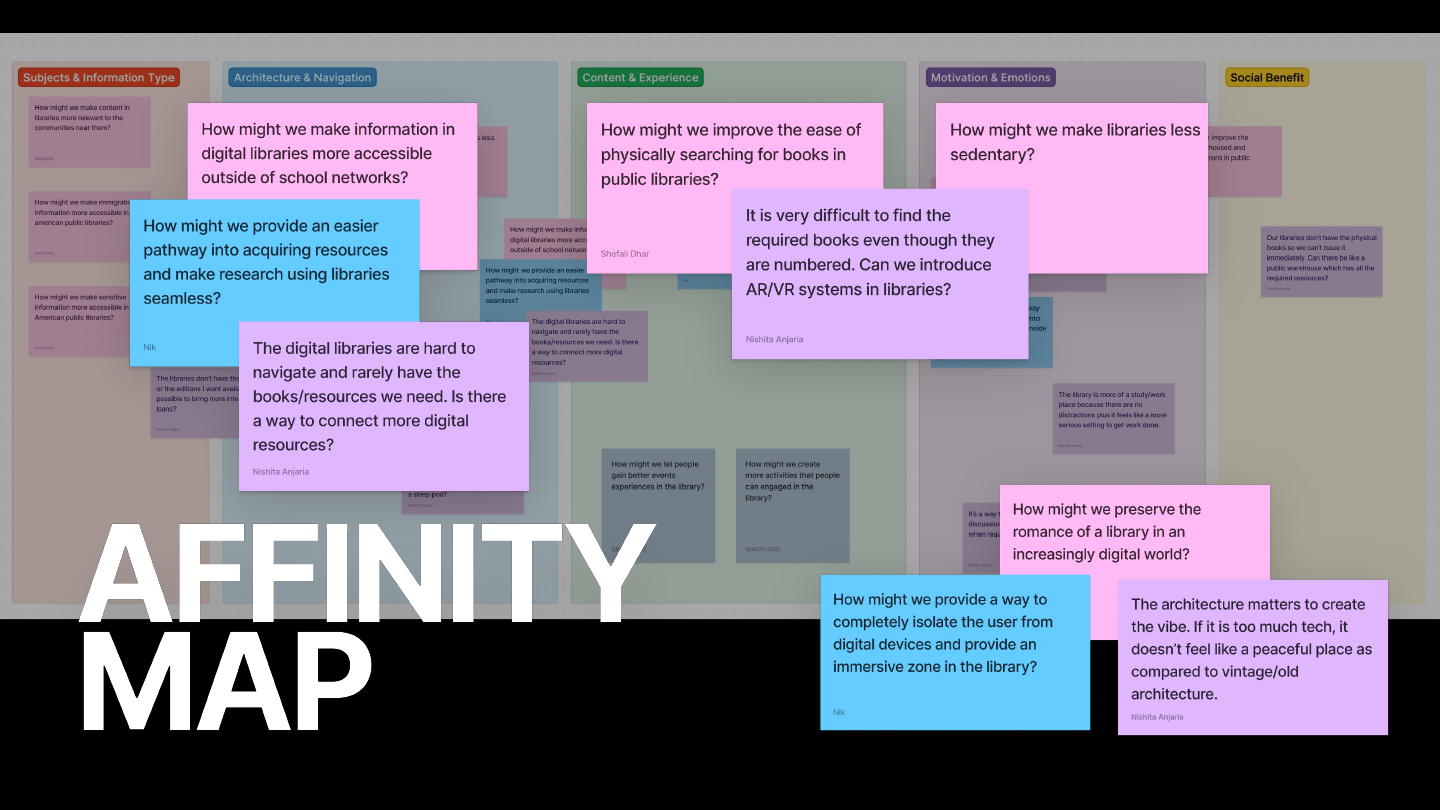 Subjects & Information Type
Architecture & Navigation
Content & Experience
Motivation & Emotions
Social Benefit
How might we make content in
libraries more relevant to the
communities near them?
How might we make immigration
information more accessible in
american public libraries?
How might we make sensitive
information more accessible in
American public libraries?
The libraries don't have the
or the editions I want
possible to bring more
loans?
How might we make information in
digital libraries more accessible
outside of school networks?
How might we provide an easier
pathway into acquiring resources
and make research using libraries
seamless?
Nik
The digital libraries are hard to
navigate and rarely have the
books/resources we need. Is there
a way to connect more digital
resources?
Nishita Anjaria
less
How might we make
digital libraries more
outside of school
How might we provide an easier
pathway into acquiring resources
and make research using libraries
seamless?
The digital libraries are hard to
navigate and rarely have the
books/resources we need. Is there
a way to connect more digital
resources?
a sleep pod?
How might we improve the ease of
physically searching for books in
public libraries?
Shefali Dhar
It is very difficult to find the
required books even though they
are numbered. Can we introduce
AR/VR systems in libraries?
Nishita Anjaria
How might we let people
gain better events
experiences in the library?
How might we create
more activities that people
can engaged in the
library?
QINGYU CAO
How might we make libraries less
sedentary?
improve the
housed and
in public
way
into
inside
The library is more of a study/work
place because there are no
distractions plus it feels like a more
serious setting to get work done.
Nishita Anjaria
It's a way
discussion
when
Our libraries don't have the physical
books so we can't issue it
immediately. Can there be like a
public warehouse which has all the
required resources?
Nishita Anjaria
How might we preserve the
romance of a library in an
increasingly digital world?
How might we provide a way to
completely isolate the user from
digital devices and provide an
immersive zone in the library?
Nik
The architecture matters to create
the vibe. If it is too much tech, it
doesn't feel like a peaceful place as
compared to vintage/old
architecture.
Nishita Anjaria
AFFINITY
MAP